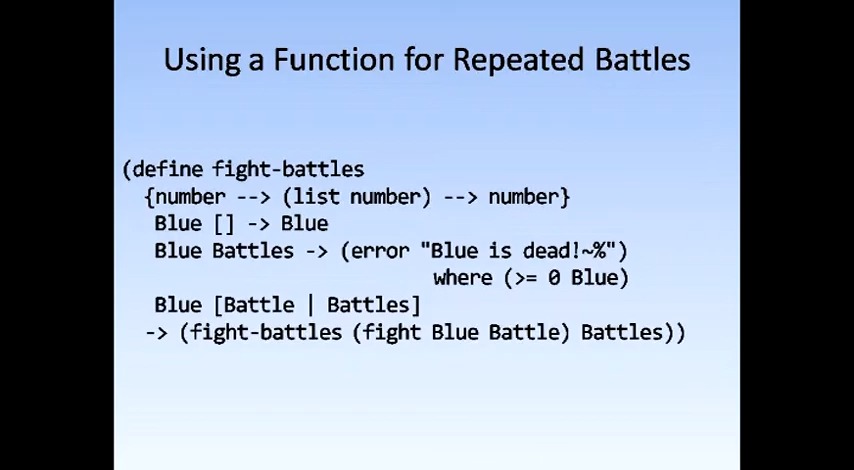 Using a Function for Repeated Battles
(define fight-battles
{number --> (list number) --> number}
Blue [] -> Blue
Blue Battles -> (error "Blue is dead!~%")
where (>= 0 Blue)
Blue [Battle | Battles]
-> (fight-battles (fight Blue Battle) Battles))